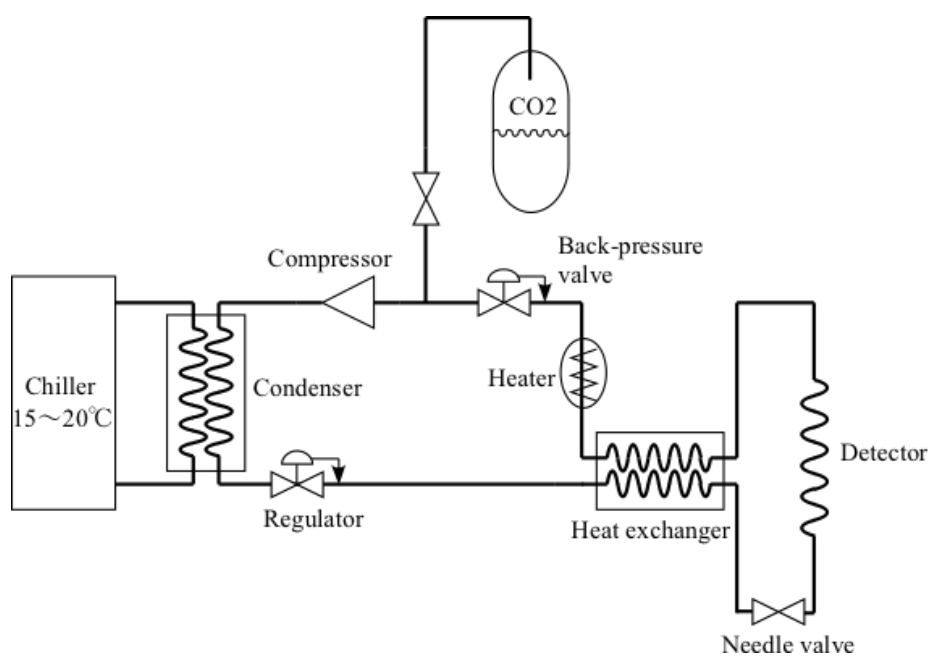 CO2
Back-pressure
valve
Compressor
Chiller
15～20℃
Condenser
Heater
Detector
Regulator
Heat exchanger
Needle valve